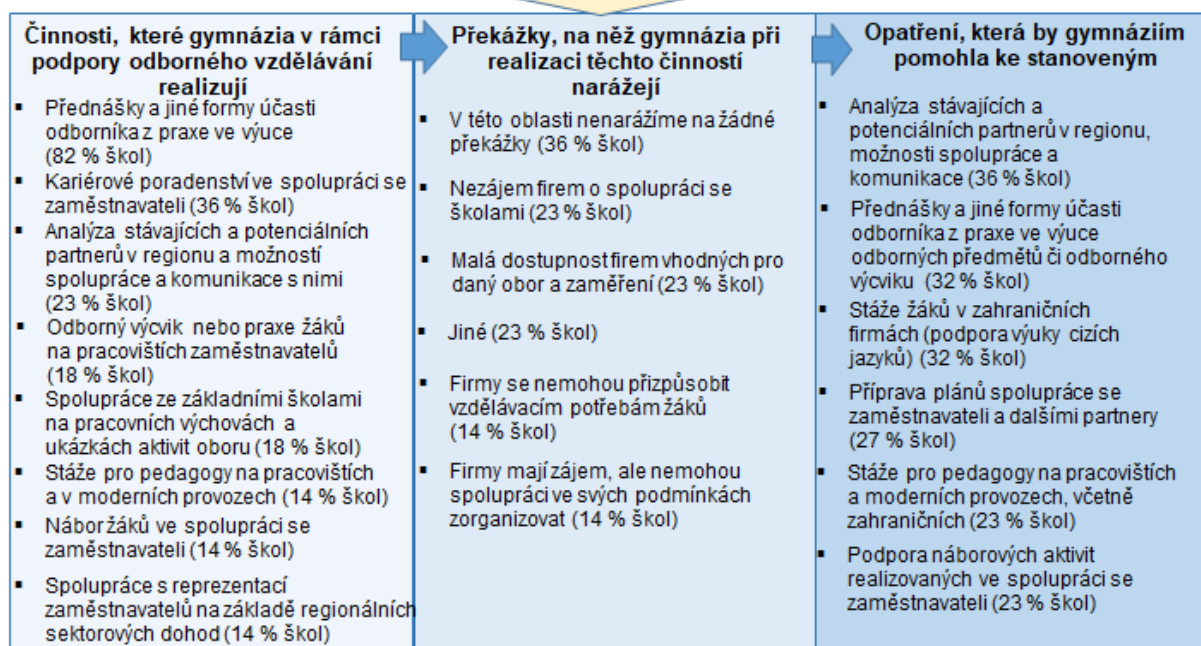 Činnosti, které gymnázia v rámci
podpory odborného vzdělávání
realizují
▪ Přednášky a jiné formy účasti
odborníka z praxe ve výuce
(82 % škol)
▪ Kariérové poradenství ve spolupráci se
zaměstnavateli (36 % škol)
▪ Analýza stávajících a potenciálních
partnerů v regionu a možností
spolupráce a komunikace s nimi
(23 % škol)
▪ Odborný výcvik nebo praxe žáků
na pracovištích zaměstnavatelů
(18 % škol)
▪ Spolupráce ze základními školami
na pracovních výchovách a
ukázkách aktivit oboru (18 % škol)
▪ Stáže pro pedagogy na pracovištích
a v moderních provozech (14 % škol)
▪ Nábor žáků ve spolupráci se
zaměstnavateli (14 % škol)
▪ Spolupráce s reprezentací
zaměstnavatelů na základě regionálních
sektorových dohod (14 % škol)
Překážky, na něž gymnázia při
realizaci těchto činností
narážejí
▪ V této oblasti nenarážíme na žádné
překážky (36 % škol)
▪ Nezájem firem o spolupráci se
školami (23 % škol)
▪ Malá dostupnost firem vhodných pro
daný obor a zaměření (23 % škol)
▪ Jiné (23 % škol)
▪ Firmy se nemohou přizpůsobit
vzdělávacím potřebám žáků
(14 % škol)
▪ Firmy mají zájem, ale nemohou
spolupráci ve svých podmínkách
zorganizovat (14 % škol)
Opatření, která by gymnáziím
pomohla ke stanoveným
▪ Analýza stávajících a
potenciálních partnerů v regionu,
možnosti spolupráce a
komunikace (36 % škol)
▪ Přednášky a jiné formy účasti
odborníka z praxe ve výuce
odborných předmětů či odborného
výcviku (32 % škol)
▪ Stáže žáků v zahraničních
firmách (podpora výuky cizích
jazyků) (32 % škol)
▪ Příprava plánů spolupráce se
zaměstnavateli a dalšími partnery
(27 % škol)
▪ Stáže pro pedagogy na pracovištích
a moderních provozech, včetně
zahraničních (23 % škol)
▪ Podpora náborových aktivit
realizovaných ve spolupráci se
zaměstnavateli (23 % škol)